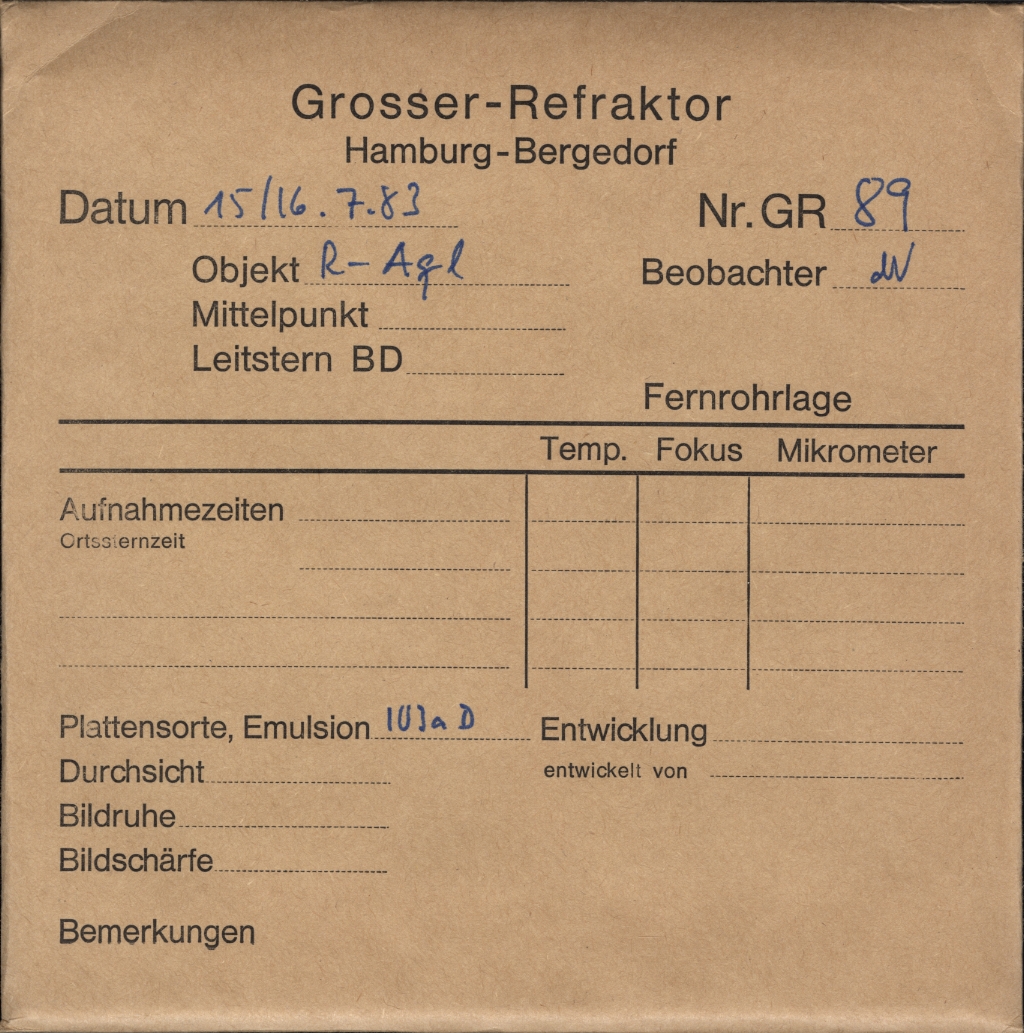 Grosser-Refraktor
Hamburg-Bergedorf
Datum 15/16.7.83 Nr. GR 89
Objekt R-Aql Beobachter dV
Mittelpunkt
Leitstern BD
Fernrohrlage
Temp. Fokus Mikrometer
Aufnahmezeiten
Ortssternzeit
Plattensorte, Emulsion 103a D Entwicklung
Durchsicht entwickelt von
Bildruhe
Bildschärfe
Bemerkungen